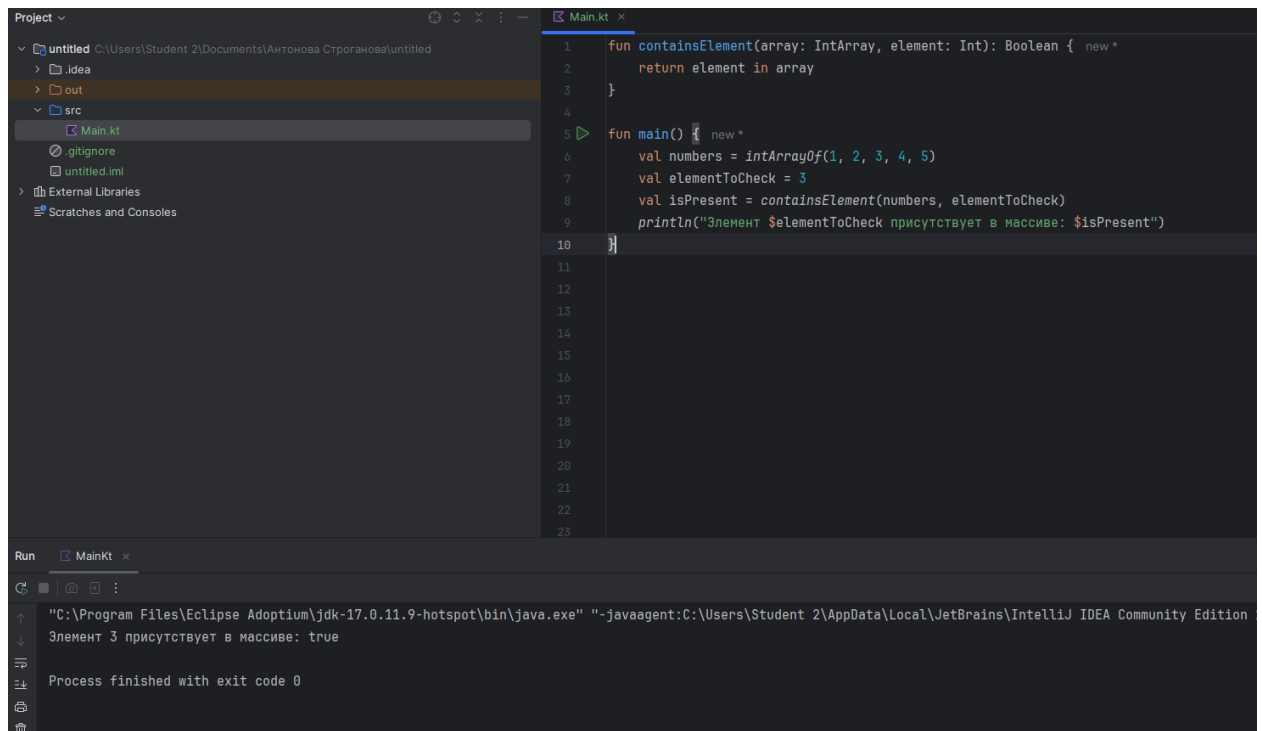 Project
Main.kt
untitled C:\Users\Student 2\Documents\Антонова Строганова\untitled
.idea
out
src
Main.kt
.gitignore
untitled.iml
External Libraries
Scratches and Consoles
1 fun containsElement(array: IntArray, element: Int): Boolean { new *
2 return element in array
3 }
4
5 fun main() { new *
6 val numbers = intArrayOf(1, 2, 3, 4, 5)
7 val elementToCheck = 3
8 val isPresent = containsElement(numbers, elementToCheck)
9 println("Элемент $elementToCheck присутствует в массиве: $isPresent")
10 }
11
12
13
14
15
16
17
18
19
20
21
22
23
Run MainKt
"C:\Program Files\Eclipse Adoptium\jdk-17.0.11.9-hotspot\bin\java.exe" "-javaagent:C:\Users\Student 2\AppData\Local\JetBrains\IntelliJ IDEA Community Edition
Элемент 3 присутствует в массиве: true
Process finished with exit code 0